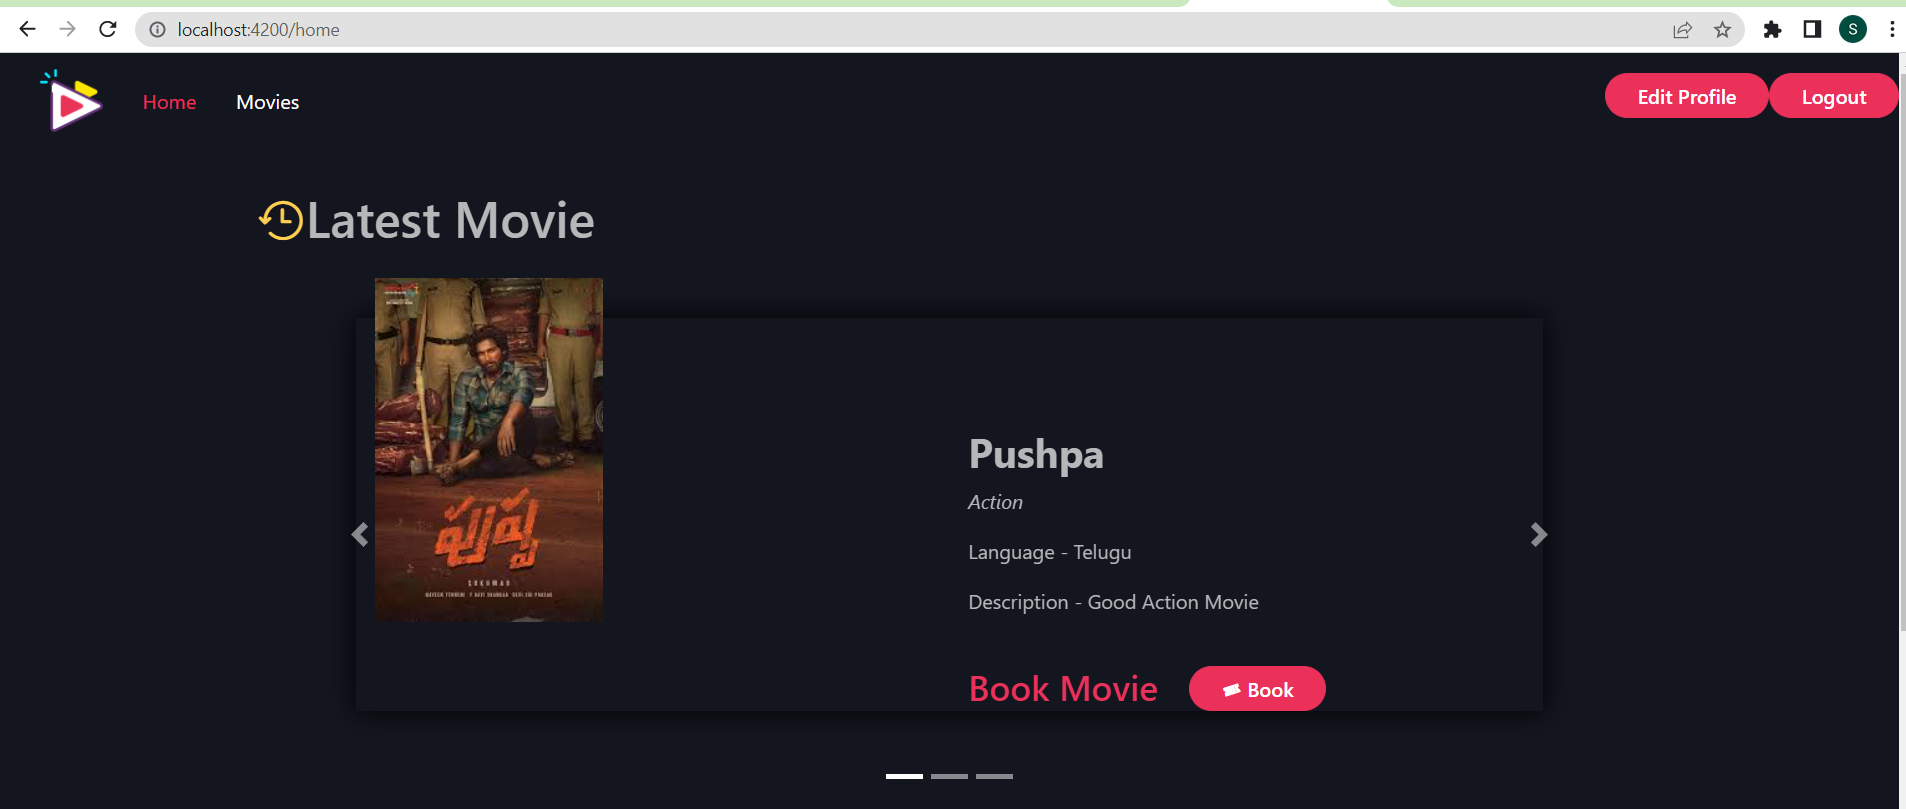 localhost:4200/home
S
Home
Movies
Edit Profile
Logout
Latest Movie
పుష్ప
SUKUMAR
Pushpa
Action
Language - Telugu
Description - Good Action Movie
Book Movie
Book